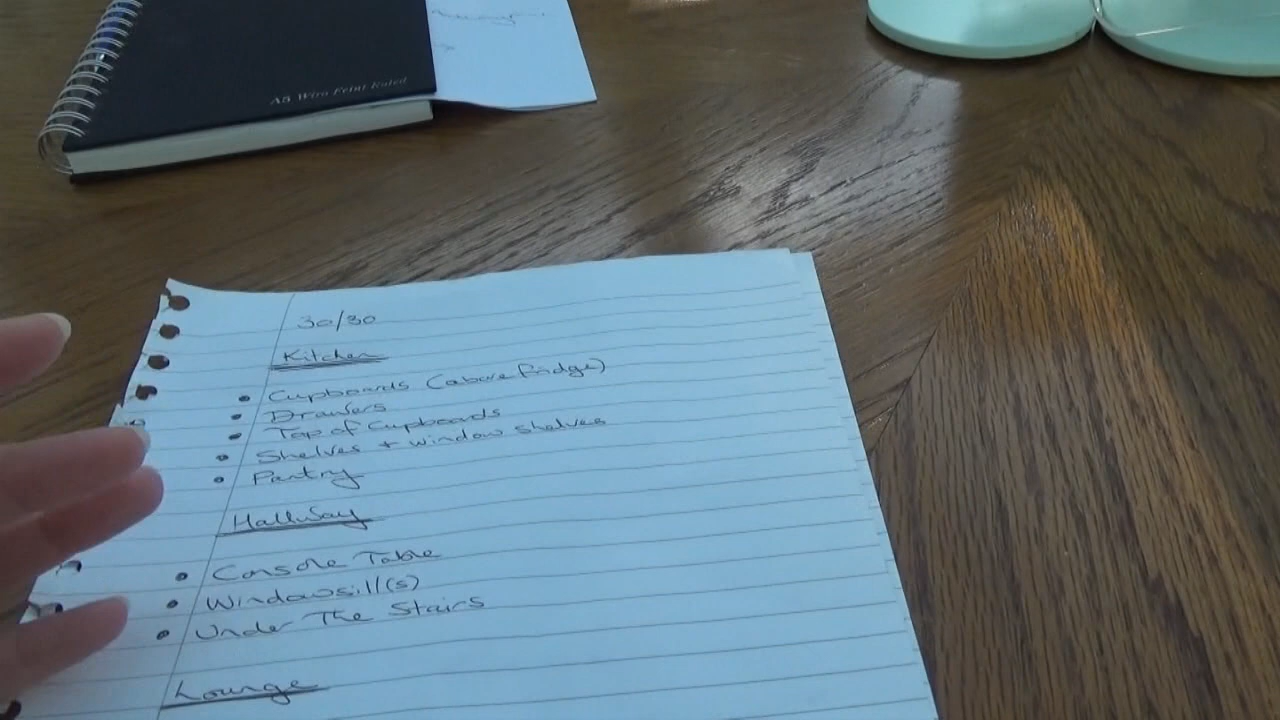 A5 Wiro Feint Ruled
30/30
Kitchen
• Cupboards (above fridge)
• Drawers
• Top of Cupboards
• Shelves + window shelves
• Pantry
Hallway
• Console Table
• Windowsill(s)
• Under The Stairs
Lounge